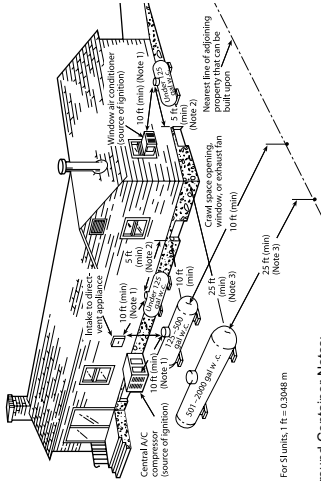 Window air conditioner
(source of ignition)
10 ft (min) (Note 1)
Under 125
gal w.c.
5 ft
(min)
(Note 2)
Nearest line of adjoining
property that can be
built upon
Intake to direct-
vent appliance
5 ft
(min)
(Note 2)
10 ft (min)
(Note 1)
Under 125
gal w.c.
10 ft
(min)
Crawl space opening,
window, or exhaust fan
10 ft (min)
Central A/C
compressor
(source of ignition)
10 ft (min)
(Note 1)
125–500
gal w.c.
25 ft
(min)
(Note 3)
501–2000 gal w.c.
25 ft (min)
(Note 3)
For SI units, 1 ft = 0.3048 m
round Container Notes: